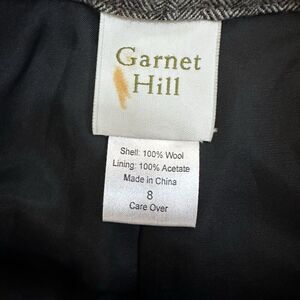 Garnet
Hill
Shell: 100% Wool
Lining: 100% Acetate
Made in China
8
Care Over